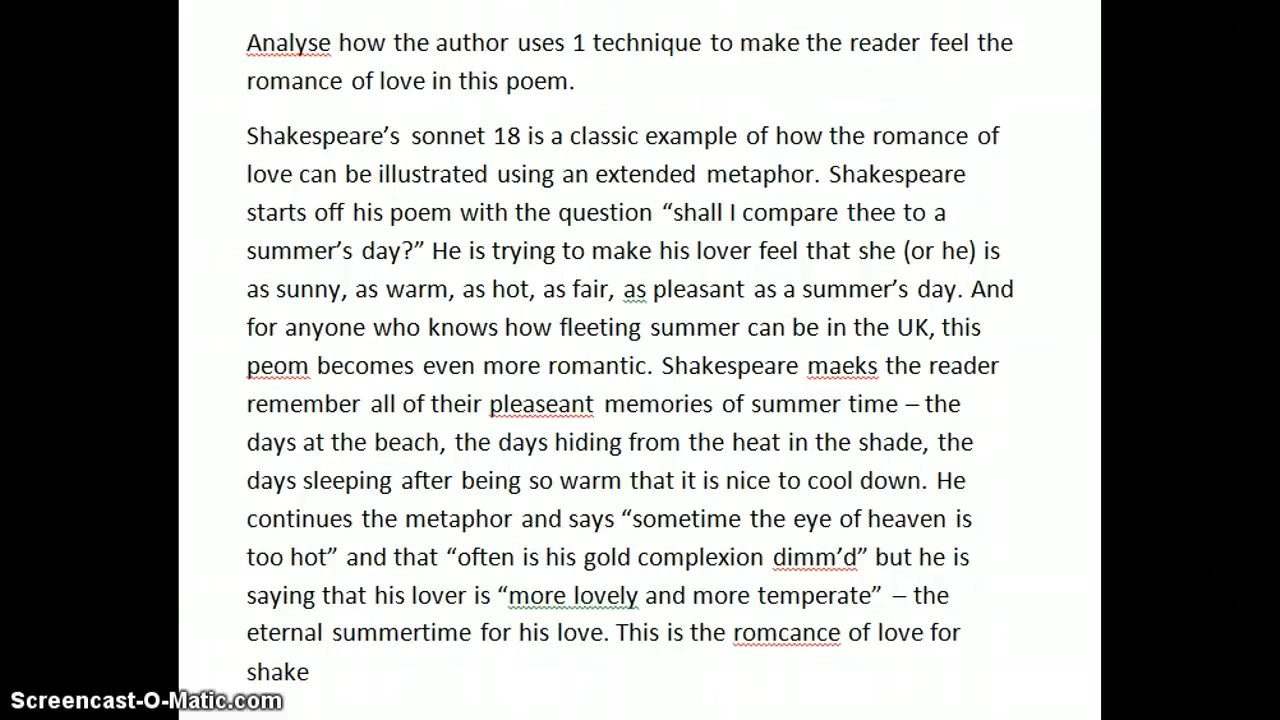 Analyse how the author uses 1 technique to make the reader feel the
romance of love in this poem.
Shakespeare’s sonnet 18 is a classic example of how the romance of
love can be illustrated using an extended metaphor. Shakespeare
starts off his poem with the question “shall I compare thee to a
summer’s day?” He is trying to make his lover feel that she (or he) is
as sunny, as warm, as hot, as fair, as pleasant as a summer’s day. And
for anyone who knows how fleeting summer can be in the UK, this
peom becomes even more romantic. Shakespeare maeks the reader
remember all of their pleaseant memories of summer time – the
days at the beach, the days hiding from the heat in the shade, the
days sleeping after being so warm that it is nice to cool down. He
continues the metaphor and says “sometime the eye of heaven is
too hot” and that “often is his gold complexion dimm’d” but he is
saying that his lover is “more lovely and more temperate” – the
eternal summertime for his love. This is the romcance of love for
shake
Screencast-O-Matic.com